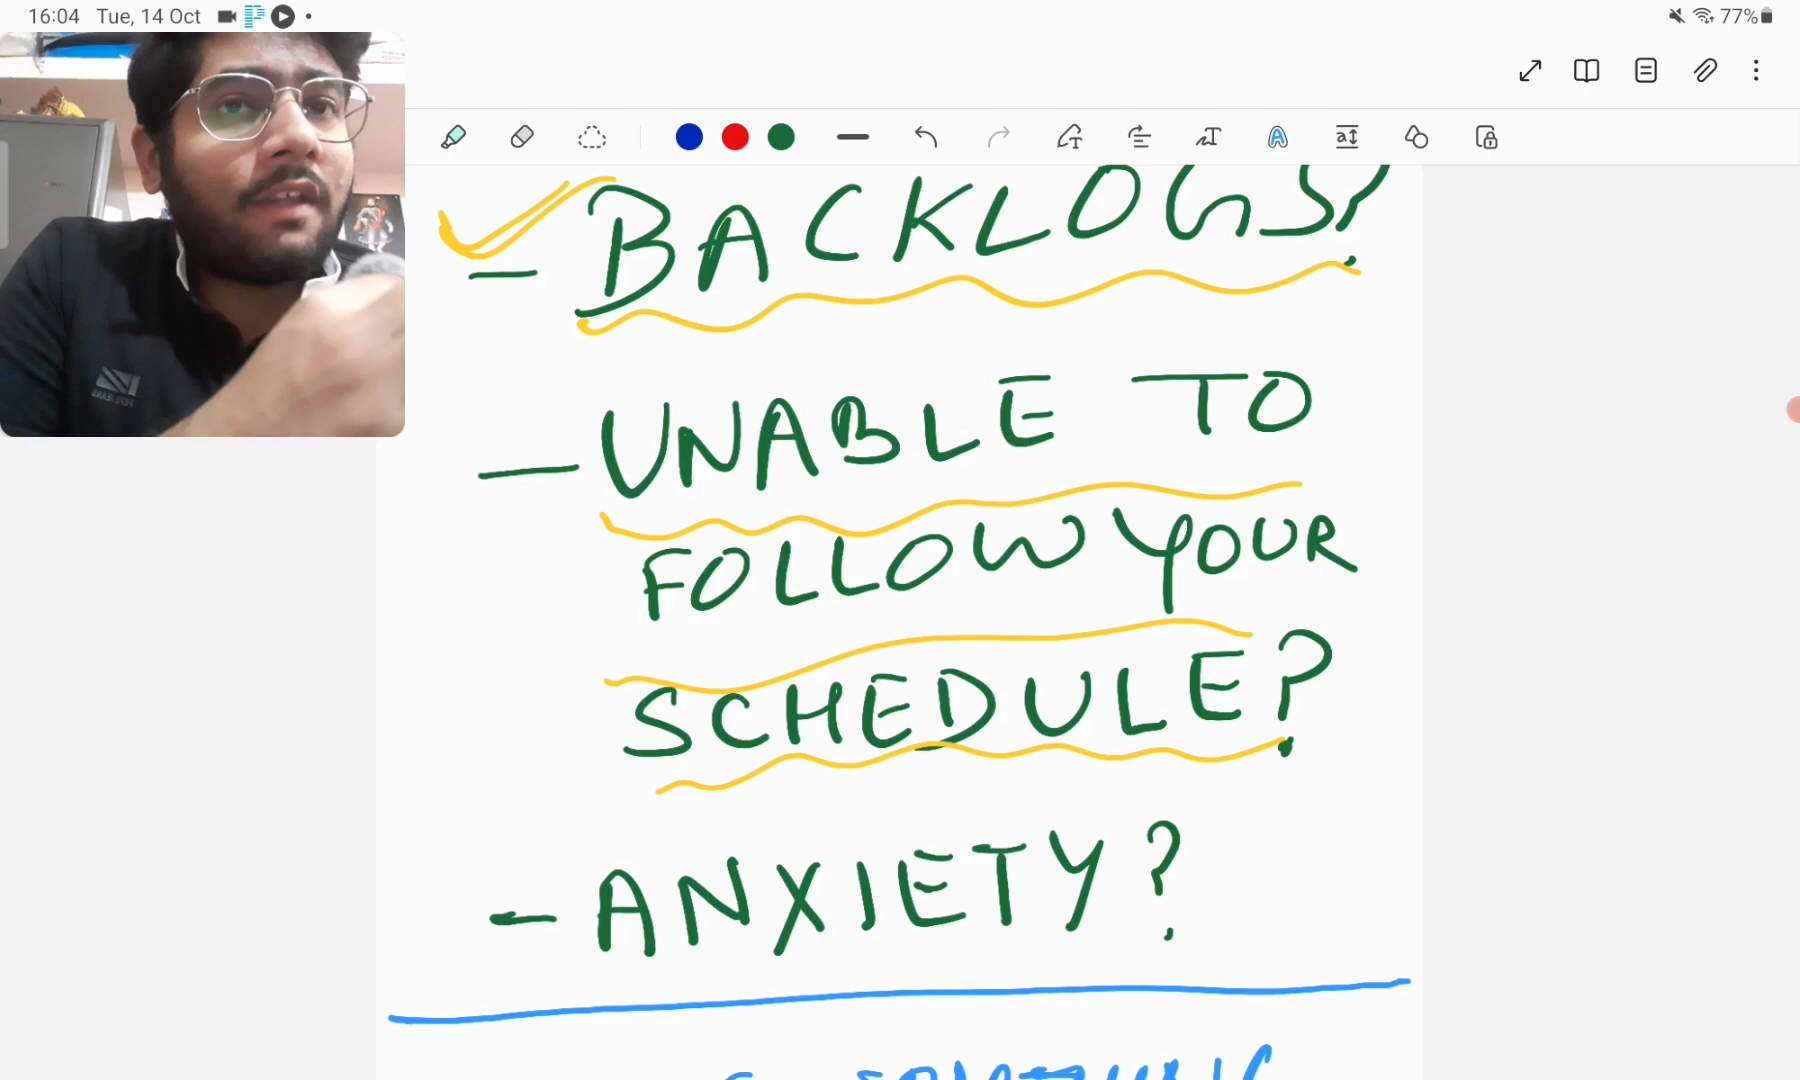 16:04 Tue, 14 Oct 77%
- BACKLOGS?
- UNABLE TO
FOLLOW YOUR
SCHEDULE?
- ANXIETY?